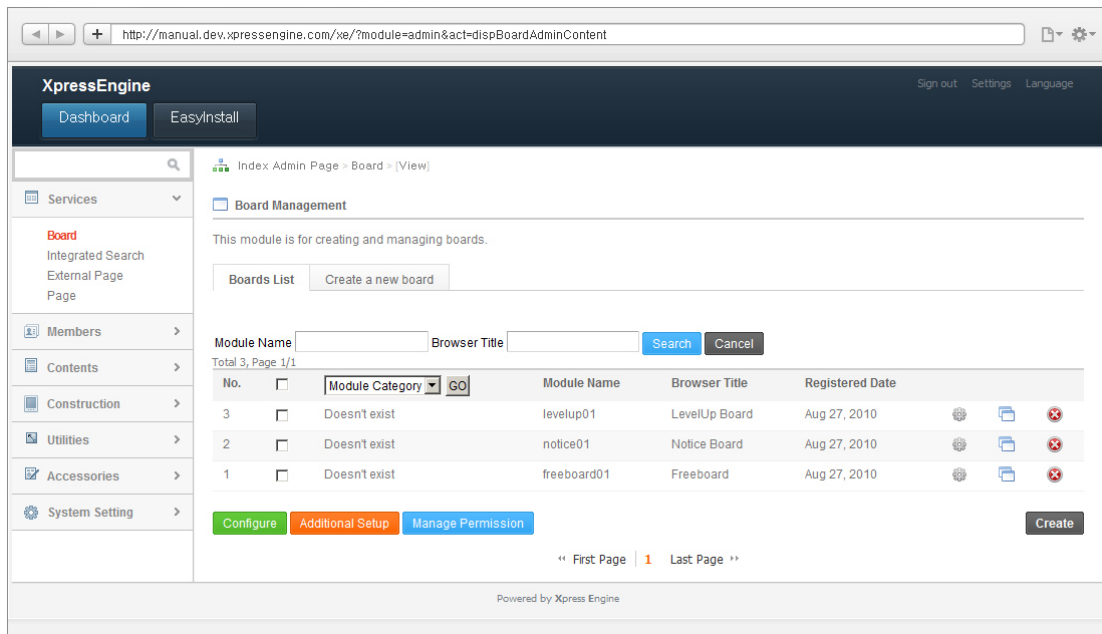 http://manual.dev.xpressengine.com/xe/?module=admin&act=dispBoardAdminContent
XpressEngine
Sign out Settings Language
Dashboard EasyInstall
Index Admin Page > Board > [View]
Services
Board Management
Board
Integrated Search
External Page
Page
This module is for creating and managing boards.
Boards List Create a new board
Members
Contents
Construction
Utilities
Accessories
System Setting
Module Name Browser Title Search Cancel
Total 3, Page 1/1
No. Module Category GO Module Name Browser Title Registered Date
3 Doesn't exist levelup01 LevelUp Board Aug 27, 2010
2 Doesn't exist notice01 Notice Board Aug 27, 2010
1 Doesn't exist freeboard01 Freeboard Aug 27, 2010
Configure Additional Setup Manage Permission Create
First Page 1 Last Page
Powered by Xpress Engine